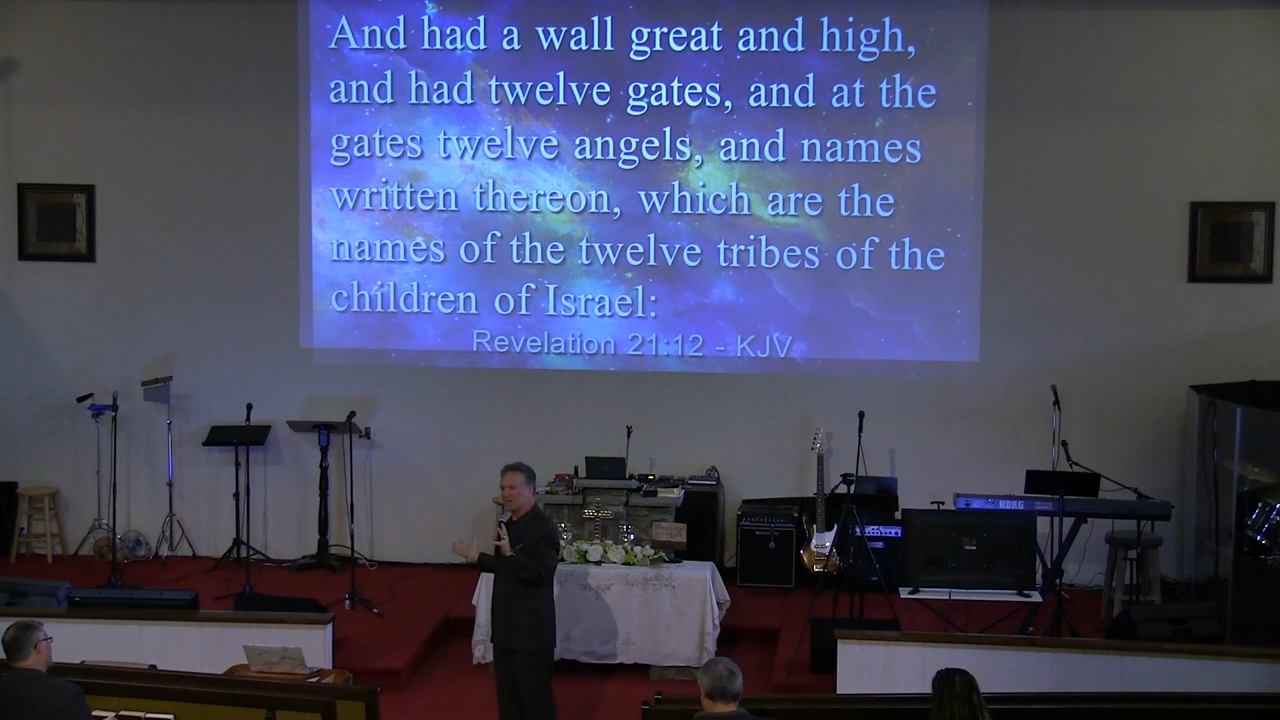 And had a wall great and high,
and had twelve gates, and at the
gates twelve angels, and names
written thereon, which are the
names of the twelve tribes of the
children of Israel:
Revelation 21:12 - KJV
KORG